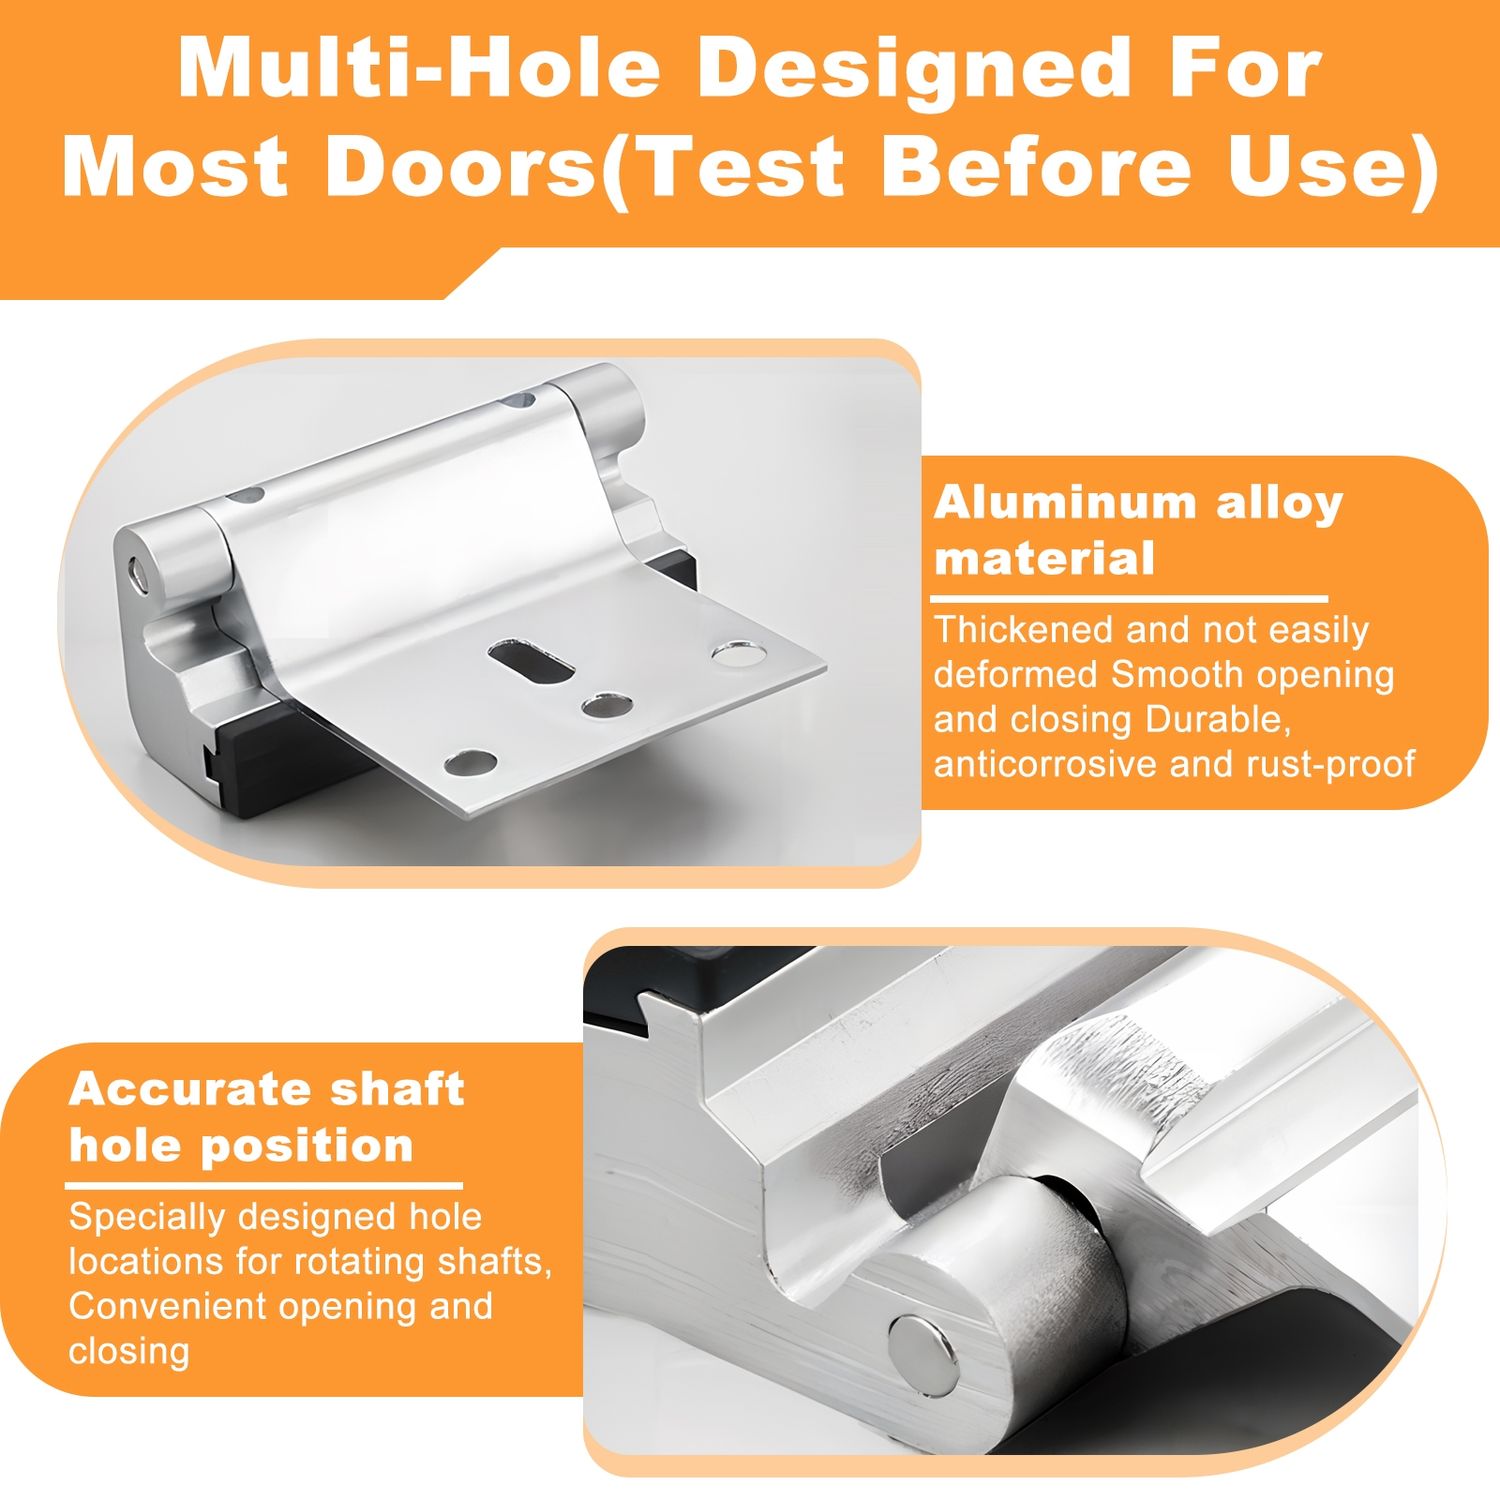 Multi-Hole Designed For
Most Doors(Test Before Use)
Aluminum alloy
material
Thickened and not easily
deformed Smooth opening
and closing Durable,
anticorrosive and rust-proof
Accurate shaft
hole position
Specially designed hole
locations for rotating shafts,
Convenient opening and
closing